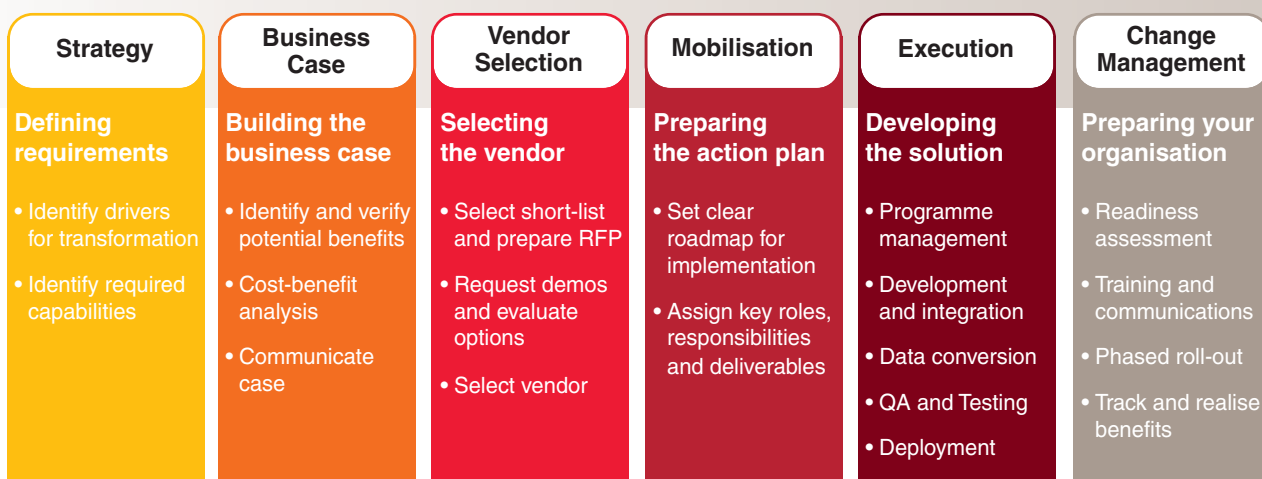 Strategy
Defining
requirements
• Identify drivers
for transformation
• Identify required
capabilities
Business
Case
Building the
business case
• Identify and verify
potential benefits
• Cost-benefit
analysis
• Communicate
case
Vendor
Selection
Selecting
the vendor
• Select short-list
and prepare RFP
• Request demos
and evaluate
options
• Select vendor
Mobilisation
Preparing
the action plan
• Set clear
roadmap for
implementation
• Assign key roles,
responsibilities
and deliverables
Execution
Developing
the solution
• Programme
management
• Development
and integration
• Data conversion
• QA and Testing
• Deployment
Change
Management
Preparing your
organisation
• Readiness
assessment
• Training and
communications
• Phased roll-out
• Track and realise
benefits